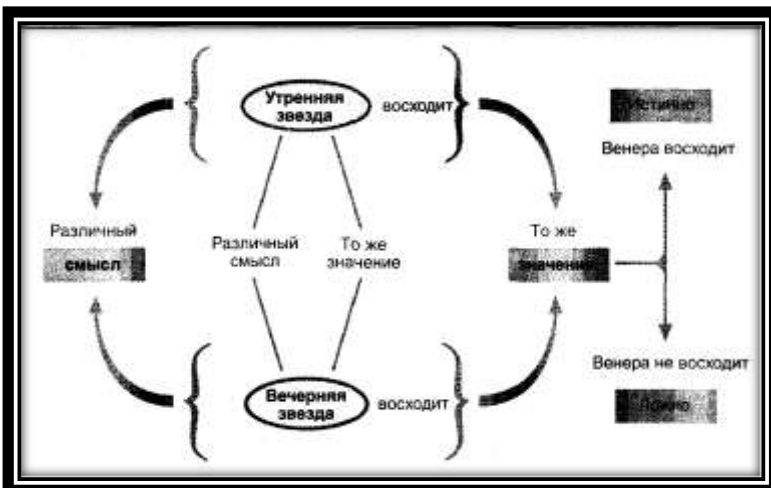 Утренняя
звезда
восходит
Истинно
Венера восходит
Различный
смысл
Различный
смысл
То же
значение
То же
значение
Венера не восходит
Ложно
Вечерняя
звезда
восходит